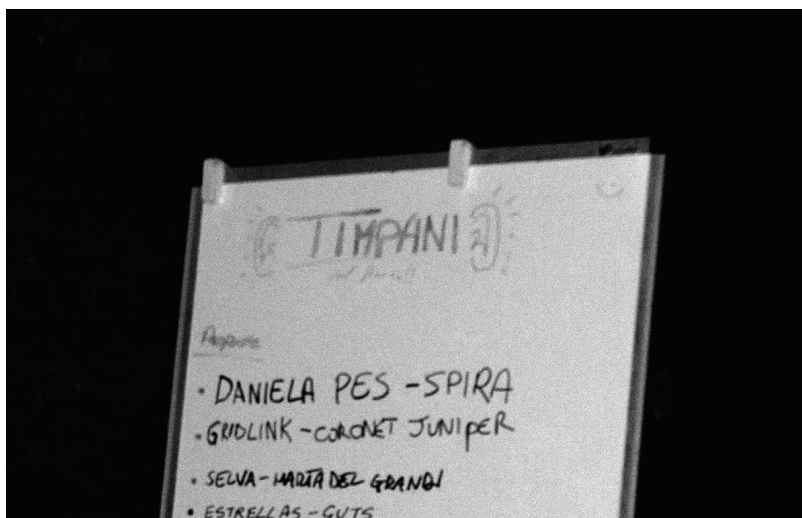 TIMPANI
• DANIELA PES - SPIRA
• GRIDLINK - CORONET JUNIPER
• SELVA - MARTA DEL GRANDI
• ESTRELLAS - GUTS